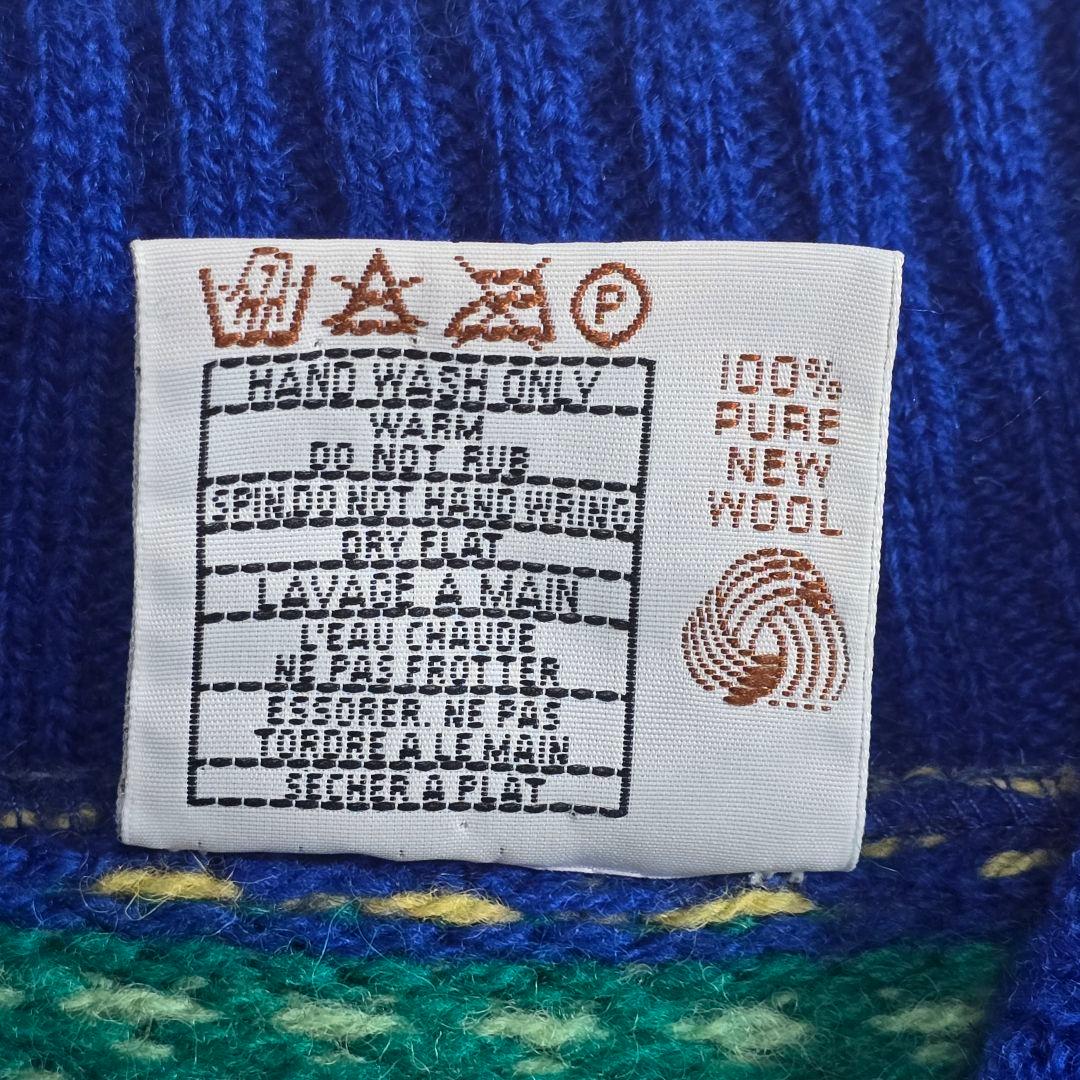 P
HAND WASH ONLY
WARM
DO NOT RUB
SPIN.DO NOT HAND WRING
DRY FLAT
LAVAGE A MAIN
L'EAU CHAUDE
NE PAS FROTTER
ESSORER. NE PAS
TORDRE A LE MAIN
SECHER A PLAT
100%
PURE
NEW
WOOL